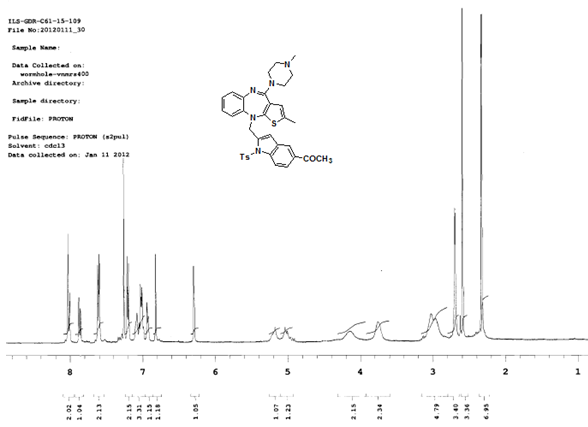 ILS-GDR-C61-15-109
File No:20120111_30
Sample Name:
Data Collected on:
wormhole-vnmrs400
Archive directory:
Sample directory:
FidFile: PROTON
Pulse Sequence: PROTON (s2pul)
Solvent: cdcl3
Data collected on: Jan 11 2012
N
N
N
N
S
N
Ts
COCH3
8 7 6 5 4 3 2 1
2.02 1.04 2.13 2.15 3.31 1.15 1.18 1.05 1.07 1.23 2.15 2.34 4.79 3.40 3.36 6.95